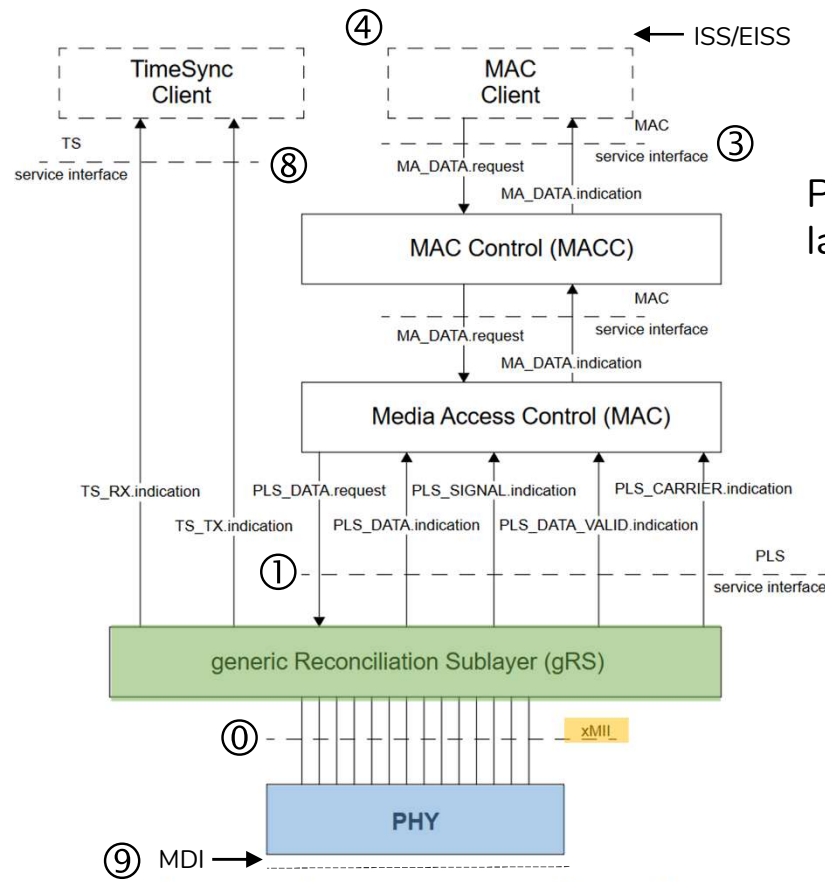 ④
ISS/EISS
TimeSync
Client
MAC
Client
TS
service interface
⑧
MAC
service interface
③
MA_DATA.request
MA_DATA.indication
P
la
MAC Control (MACC)
MAC
service interface
MA_DATA.request
MA_DATA.indication
Media Access Control (MAC)
TS_RX.indication
TS_TX.indication
PLS_DATA.request
PLS_SIGNAL.indication
PLS_CARRIER.indication
PLS_DATA.indication
PLS_DATA_VALID.indication
①
PLS
service interface
generic Reconciliation Sublayer (gRS)
⓪
xMII
PHY
⑨ MDI